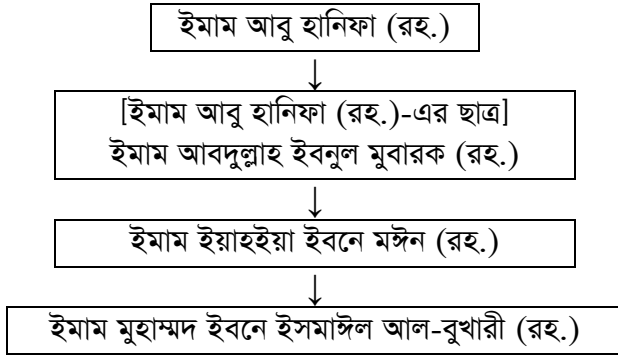 ইমাম আবু হানিফা (রহ.)
↓
[ইমাম আবু হানিফা (রহ.)-এর ছাত্র]
ইমাম আবদুল্লাহ ইবনুল মুবারক (রহ.)
↓
ইমাম ইয়াহইয়া ইবনে মঈন (রহ.)
↓
ইমাম মুহাম্মদ ইবনে ইসমাঈল আল-বুখারী (রহ.)